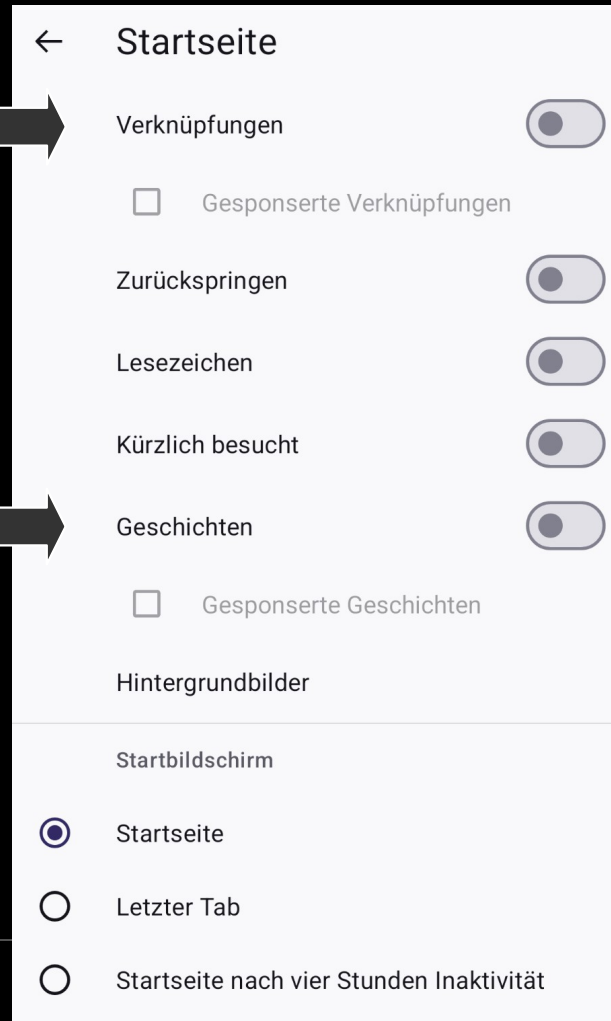 Startseite
Verknüpfungen
Gesponserte Verknüpfungen
Zurückspringen
Lesezeichen
Kürzlich besucht
Geschichten
Gesponserte Geschichten
Hintergrundbilder
Startbildschirm
Startseite
Letzter Tab
Startseite nach vier Stunden Inaktivität